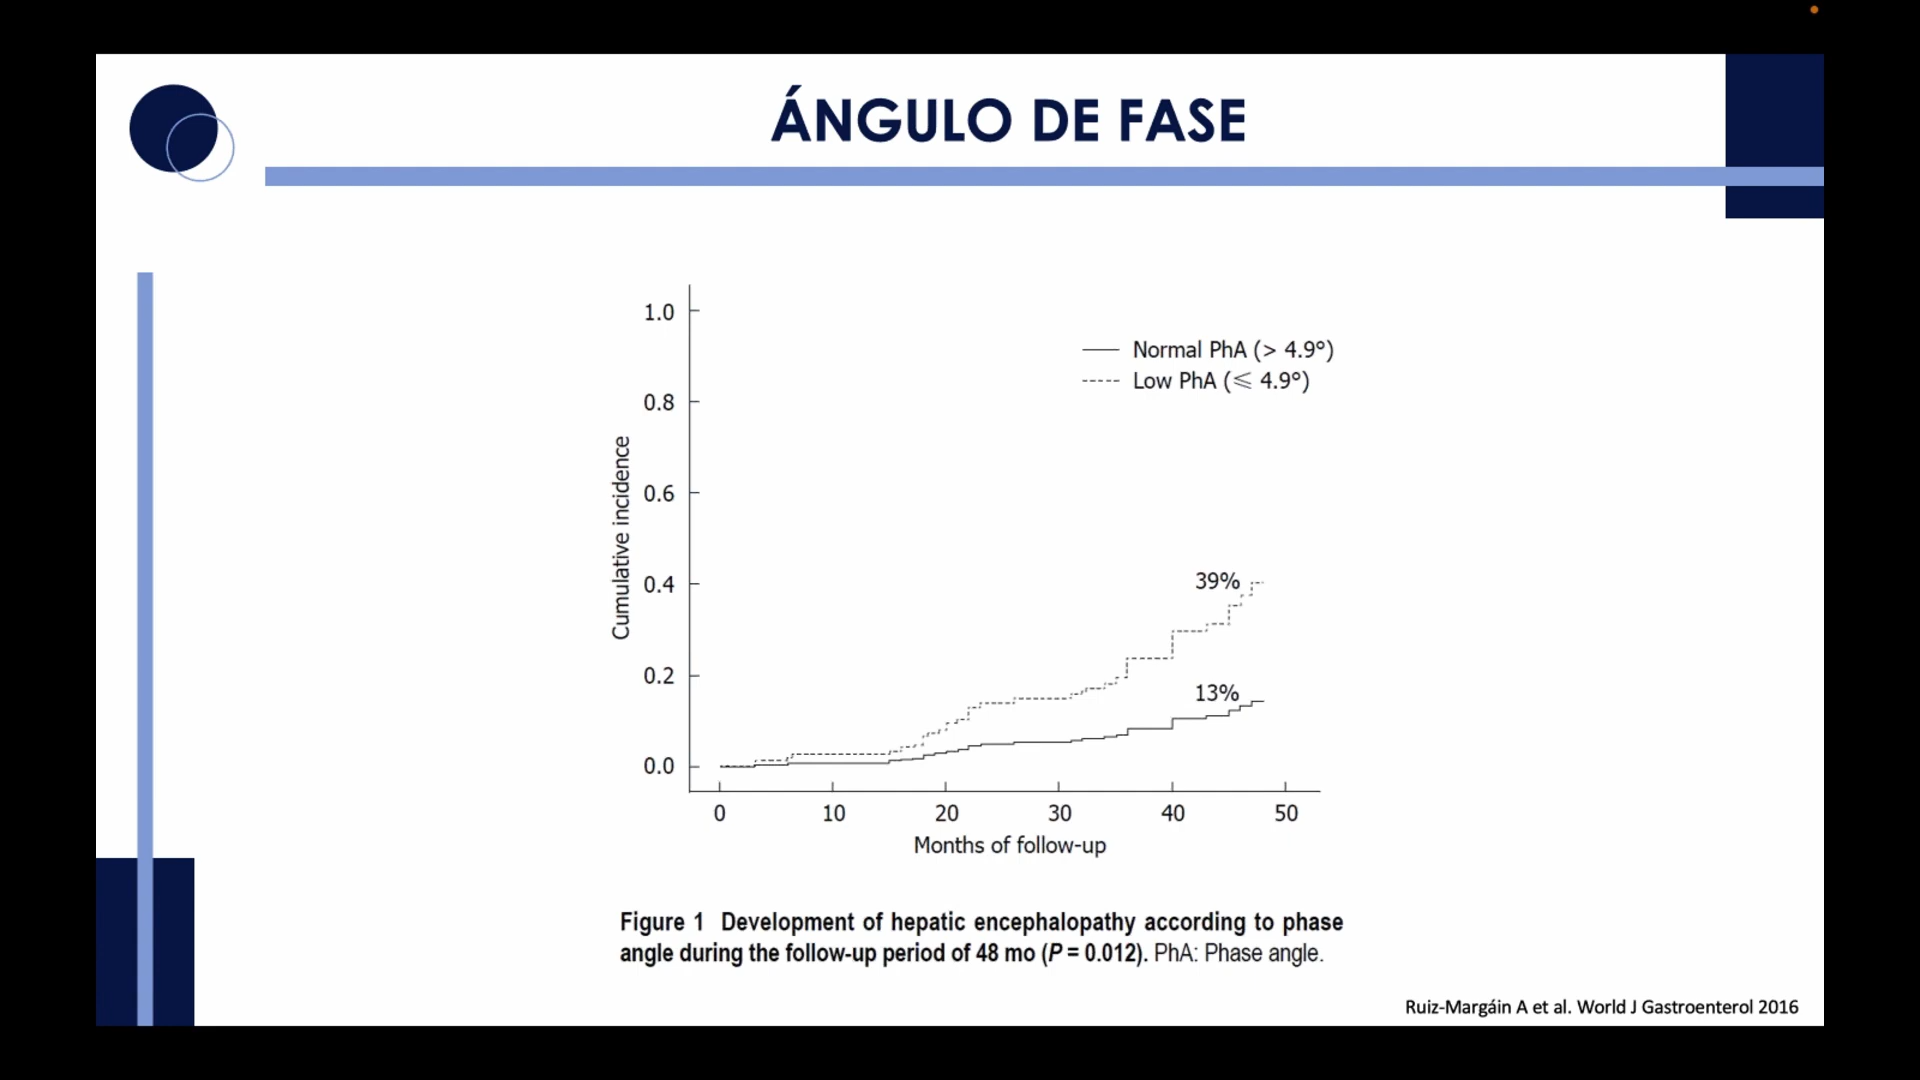 ÁNGULO DE FASE
1.0
0.8
0.6
0.4
0.2
0.0
Cumulative incidence
Normal PhA (> 4.9°)
Low PhA (⩽ 4.9°)
39%
13%
0 10 20 30 40 50
Months of follow-up
Figure 1 Development of hepatic encephalopathy according to phase
angle during the follow-up period of 48 mo (P = 0.012). PhA: Phase angle.
Ruiz-Margáin A et al. World J Gastroenterol 2016